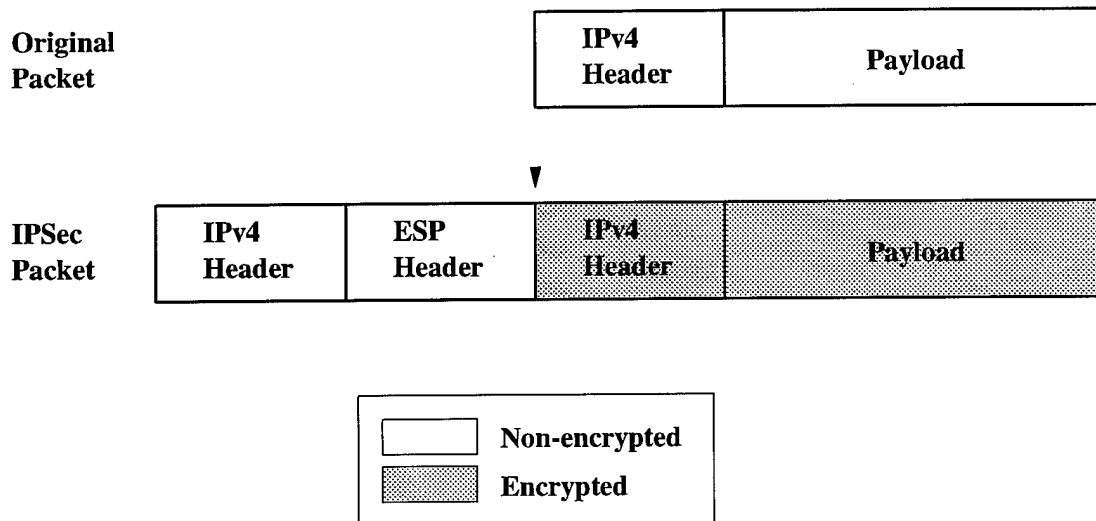 Original
Packet
IPv4
Header
Payload
IPSec
Packet
IPv4
Header
ESP
Header
IPv4
Header
Payload
Non-encrypted
Encrypted